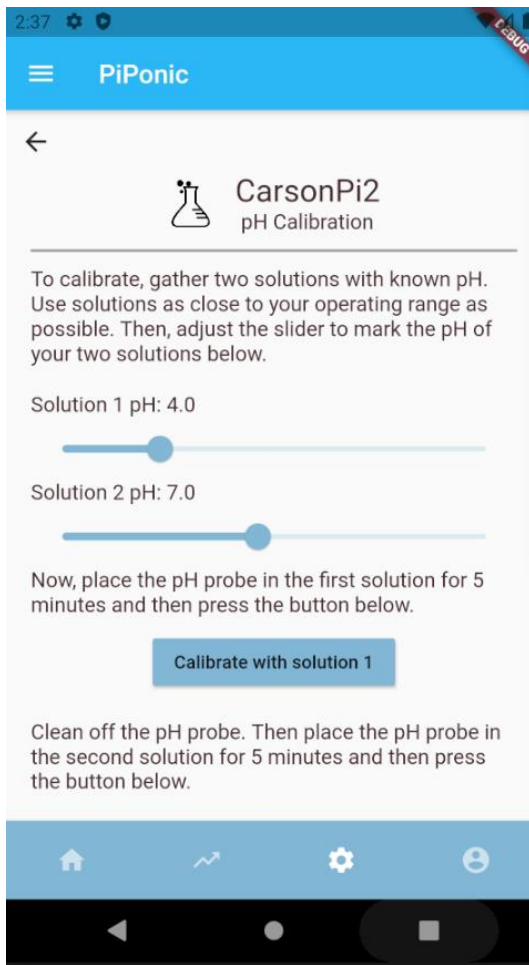 2:37
DEBUG
PiPonic
CarsonPi2
pH Calibration
To calibrate, gather two solutions with known pH.
Use solutions as close to your operating range as
possible. Then, adjust the slider to mark the pH of
your two solutions below.
Solution 1 pH: 4.0
Solution 2 pH: 7.0
Now, place the pH probe in the first solution for 5
minutes and then press the button below.
Calibrate with solution 1
Clean off the pH probe. Then place the pH probe in
the second solution for 5 minutes and then press
the button below.